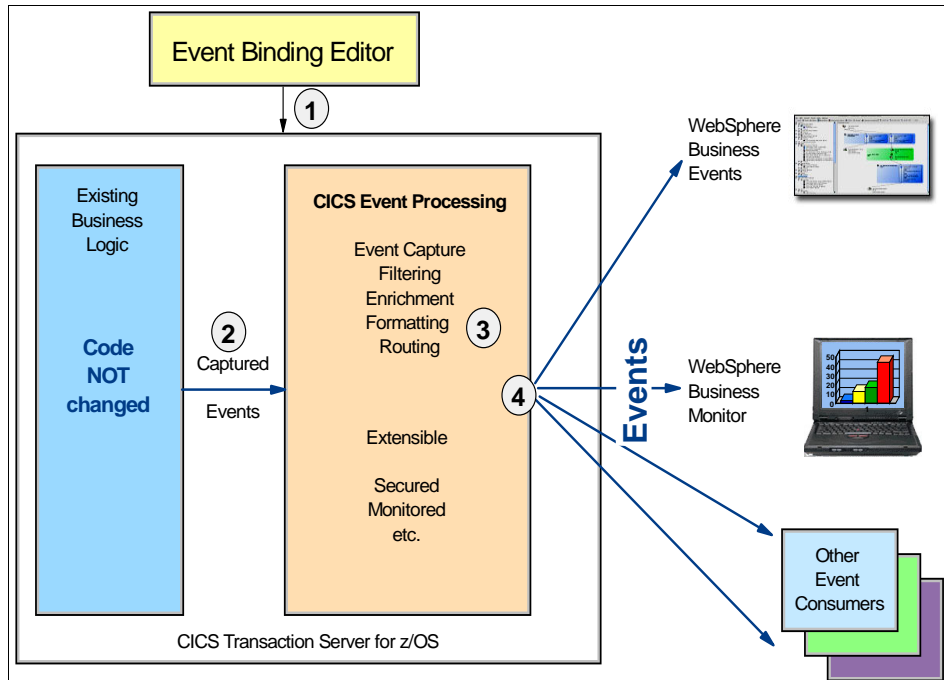 Event Binding Editor
1
Existing
Business
Logic
Code
NOT
changed
2
Captured
Events
CICS Event Processing
Event Capture
Filtering
Enrichment
Formatting
Routing
3
4
Extensible
Secured
Monitored
etc.
CICS Transaction Server for z/OS
Events
WebSphere
Business
Events
WebSphere
Business
Monitor
50
40
30
20
10
0
1
Other
Event
Consumers